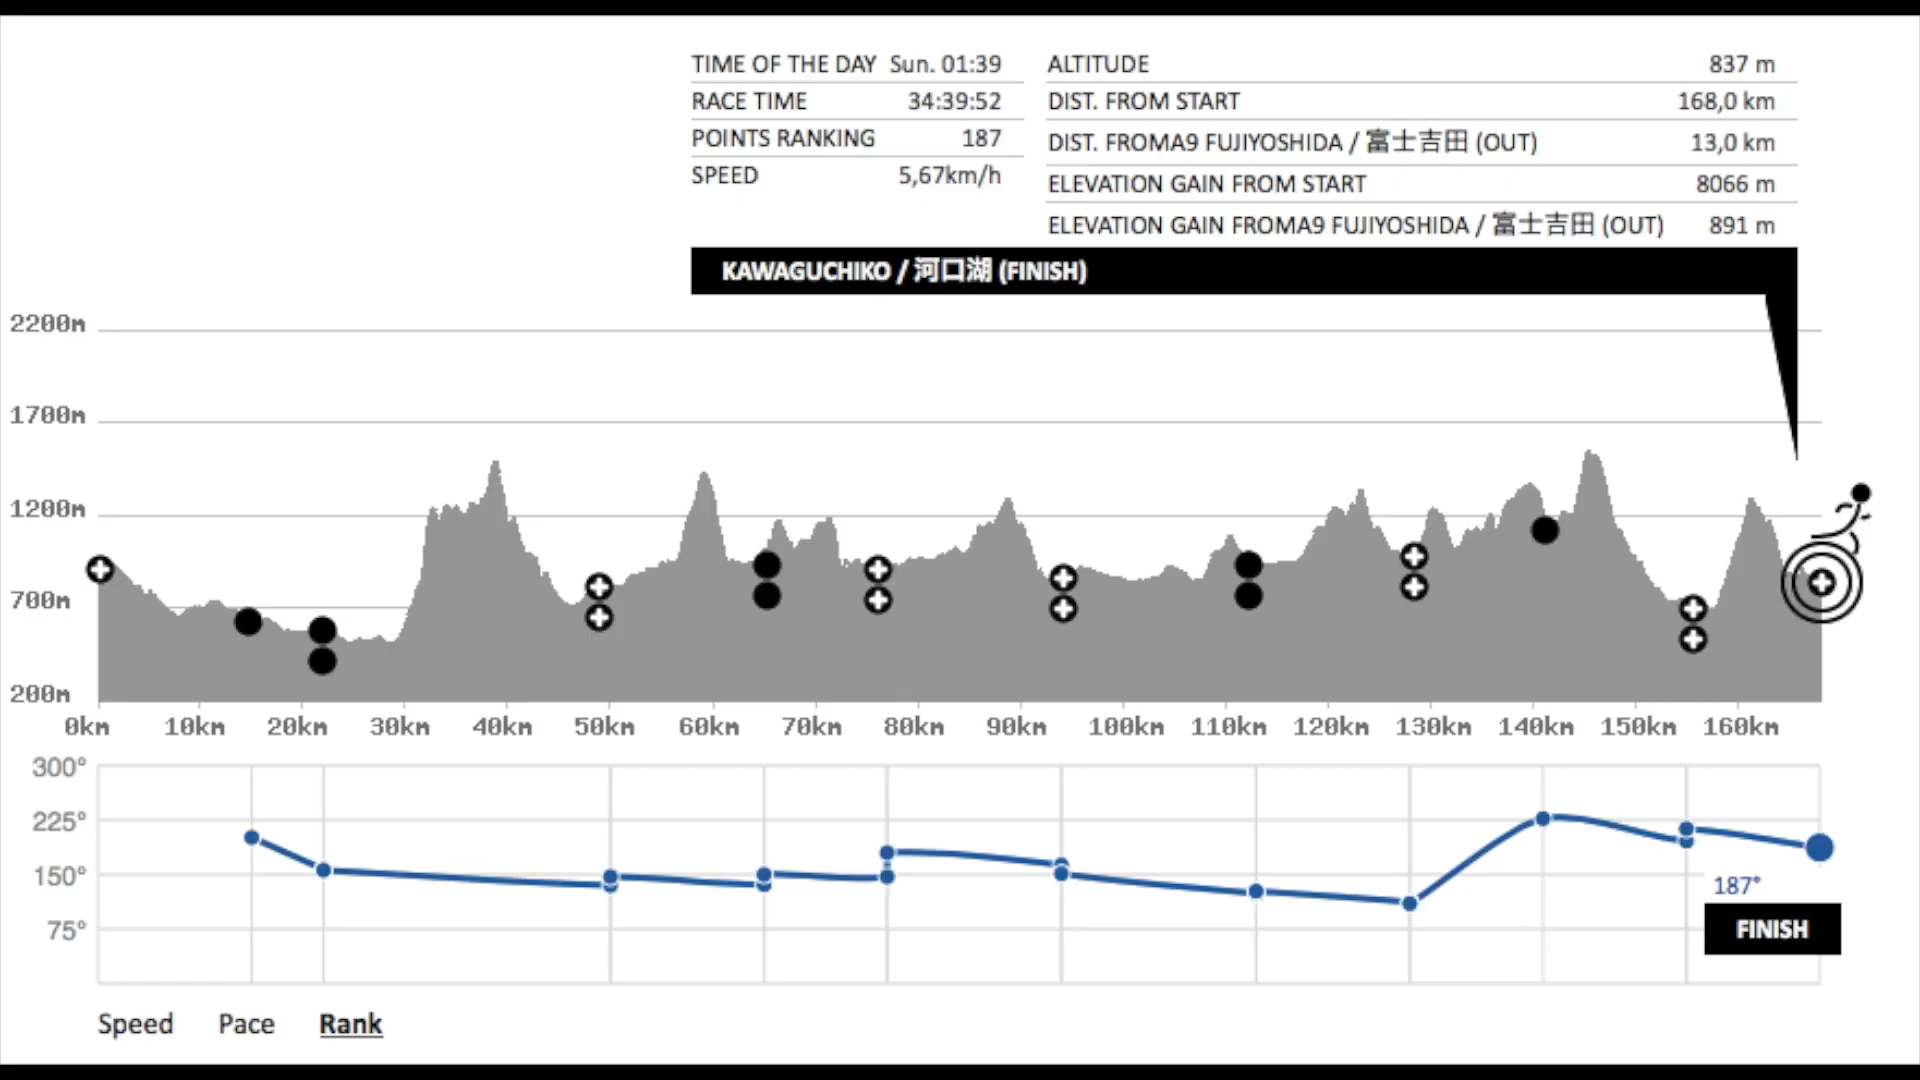 TIME OF THE DAY Sun. 01:39
RACE TIME 34:39:52
POINTS RANKING 187
SPEED 5,67km/h
ALTITUDE 837 m
DIST. FROM START 168,0 km
DIST. FROMA9 FUJIYOSHIDA / 富士吉田 (OUT) 13,0 km
ELEVATION GAIN FROM START 8066 m
ELEVATION GAIN FROMA9 FUJIYOSHIDA / 富士吉田 (OUT) 891 m
KAWAGUCHIKO / 河口湖 (FINISH)
2200m
1700m
1200m
700m
200m
0km 10km 20km 30km 40km 50km 60km 70km 80km 90km 100km 110km 120km 130km 140km 150km 160km
300°
225°
150°
75°
187°
FINISH
Speed Pace Rank